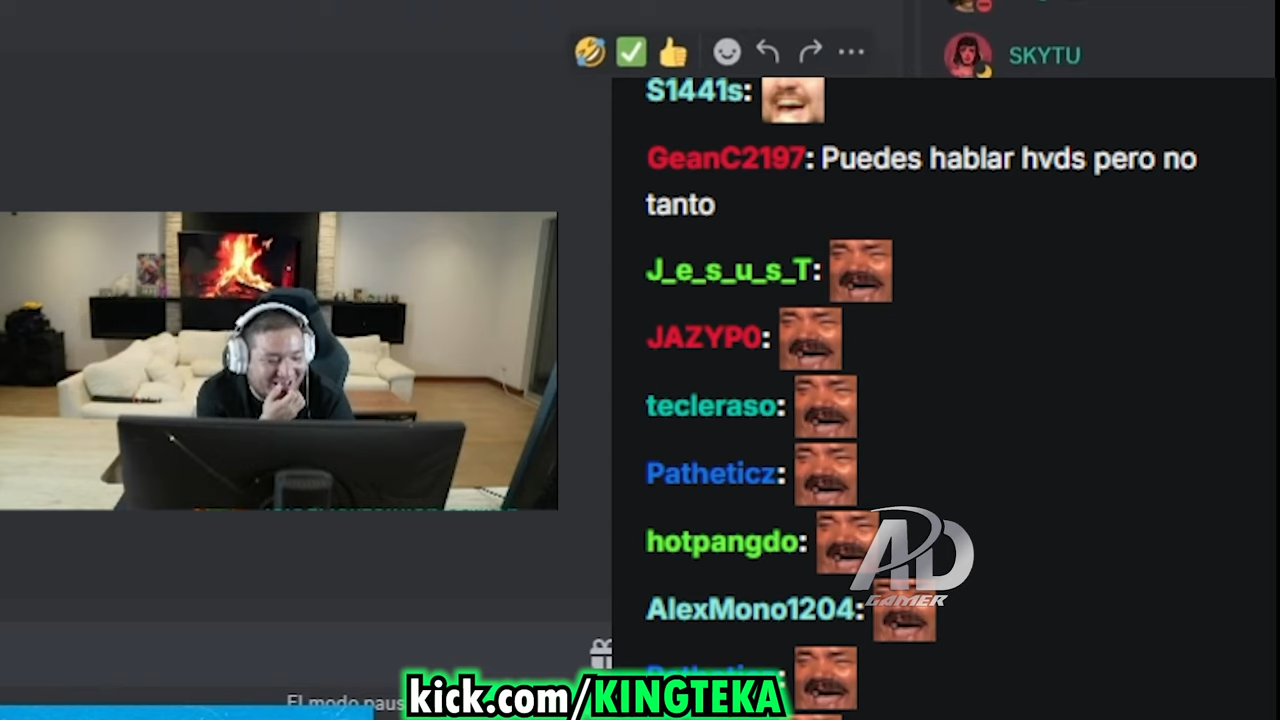 SKYTU
S1441s:
GeanC2197: Puedes hablar hvds pero no
tanto
J_e_s_u_s_T:
JAZYP0:
tecleraso:
Patheticz:
hotpangdo:
AlexMono1204:
Patheticz:
AD
GAMER
El modo paus
kick.com/KINGTEKA